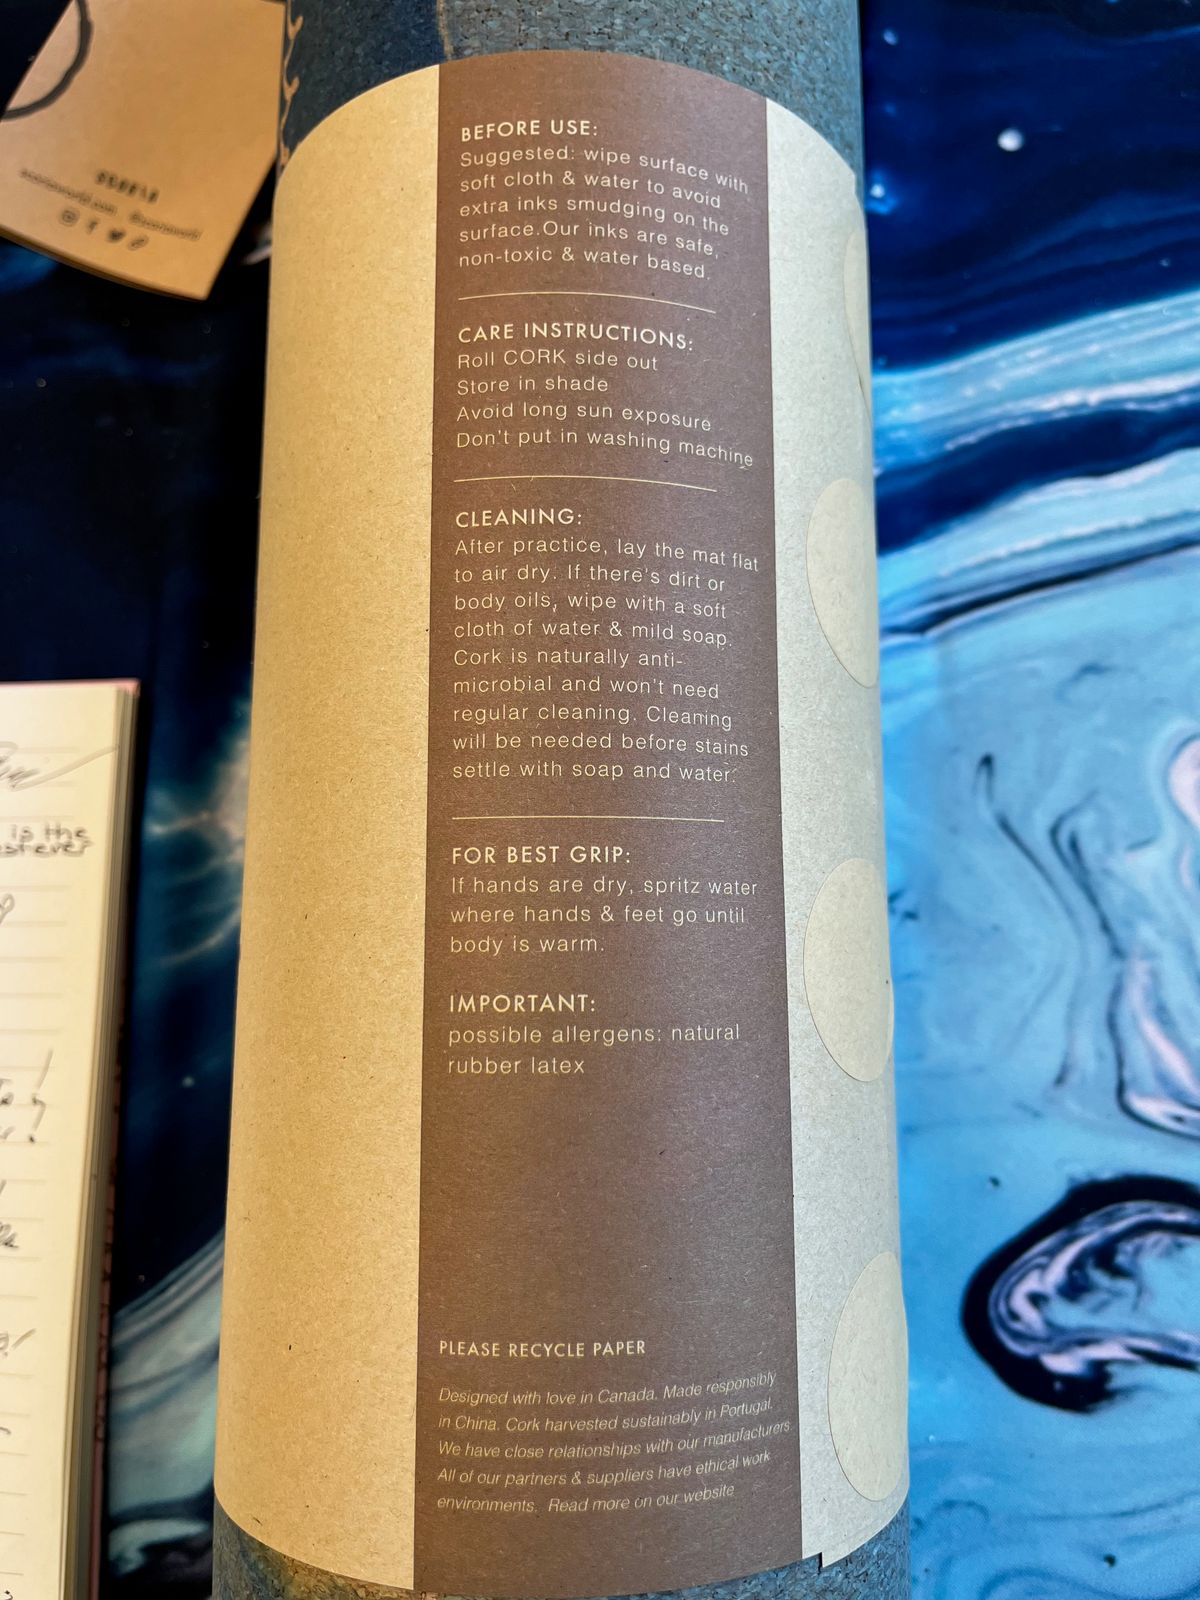 BEFORE USE:
Suggested: wipe surface with
soft cloth & water to avoid
extra inks smudging on the
surface.Our inks are safe,
non-toxic & water based.
CARE INSTRUCTIONS:
Roll CORK side out
Store in shade
Avoid long sun exposure
Don't put in washing machine
CLEANING:
After practice, lay the mat flat
to air dry. If there's dirt or
body oils, wipe with a soft
cloth of water & mild soap.
Cork is naturally anti-
microbial and won't need
regular cleaning. Cleaning
will be needed before stains
settle with soap and water.
FOR BEST GRIP:
If hands are dry, spritz water
where hands & feet go until
body is warm.
IMPORTANT:
possible allergens: natural
rubber latex
PLEASE RECYCLE PAPER
Designed with love in Canada. Made responsibly
in China. Cork harvested sustainably in Portugal.
We have close relationships with our manufacturers.
All of our partners & suppliers have ethical work
environments. Read more on our website
is the